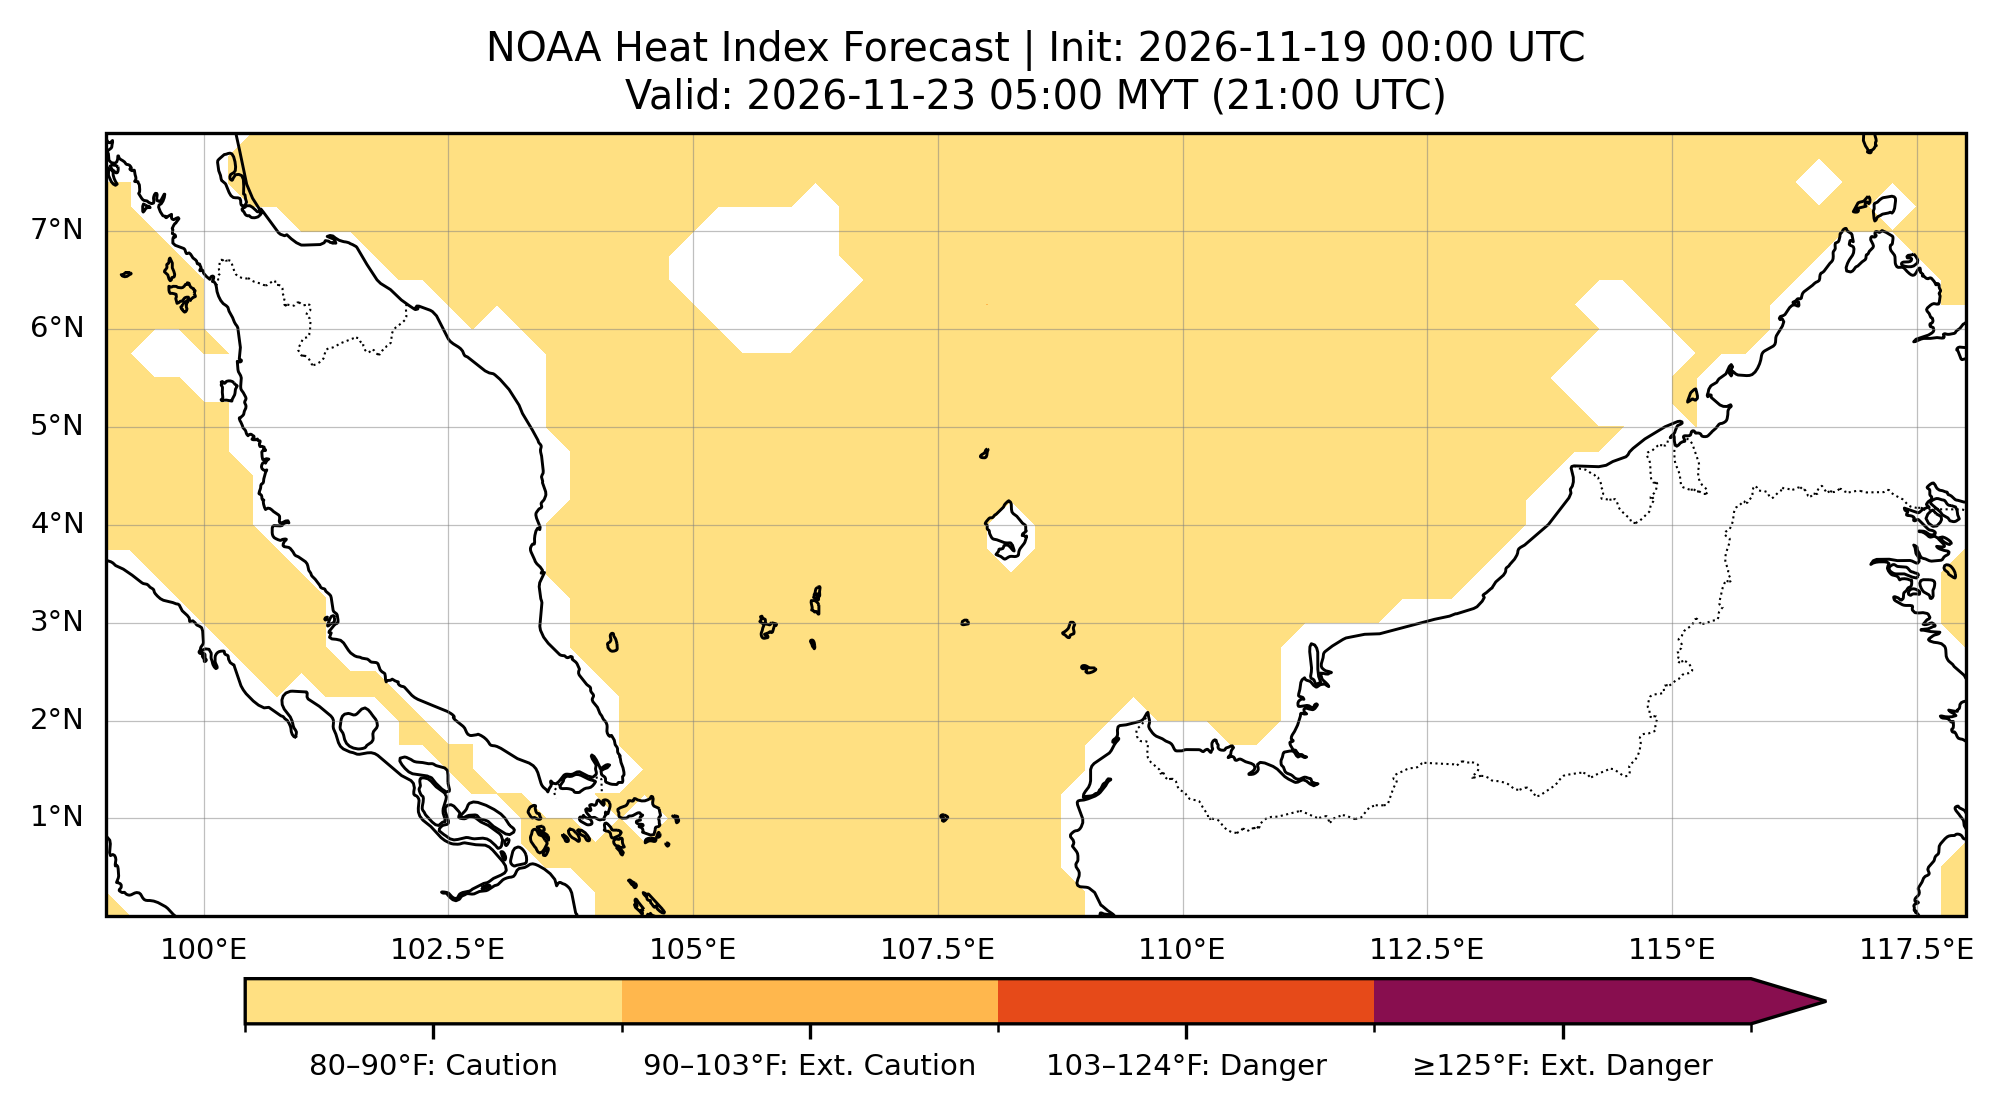 NOAA Heat Index Forecast | Init: 2026-11-19 00:00 UTC
Valid: 2026-11-23 05:00 MYT (21:00 UTC)
7°N
6°N
5°N
4°N
3°N
2°N
1°N
100°E 102.5°E 105°E 107.5°E 110°E 112.5°E 115°E 117.5°E
80–90°F: Caution 90–103°F: Ext. Caution 103–124°F: Danger ≥125°F: Ext. Danger